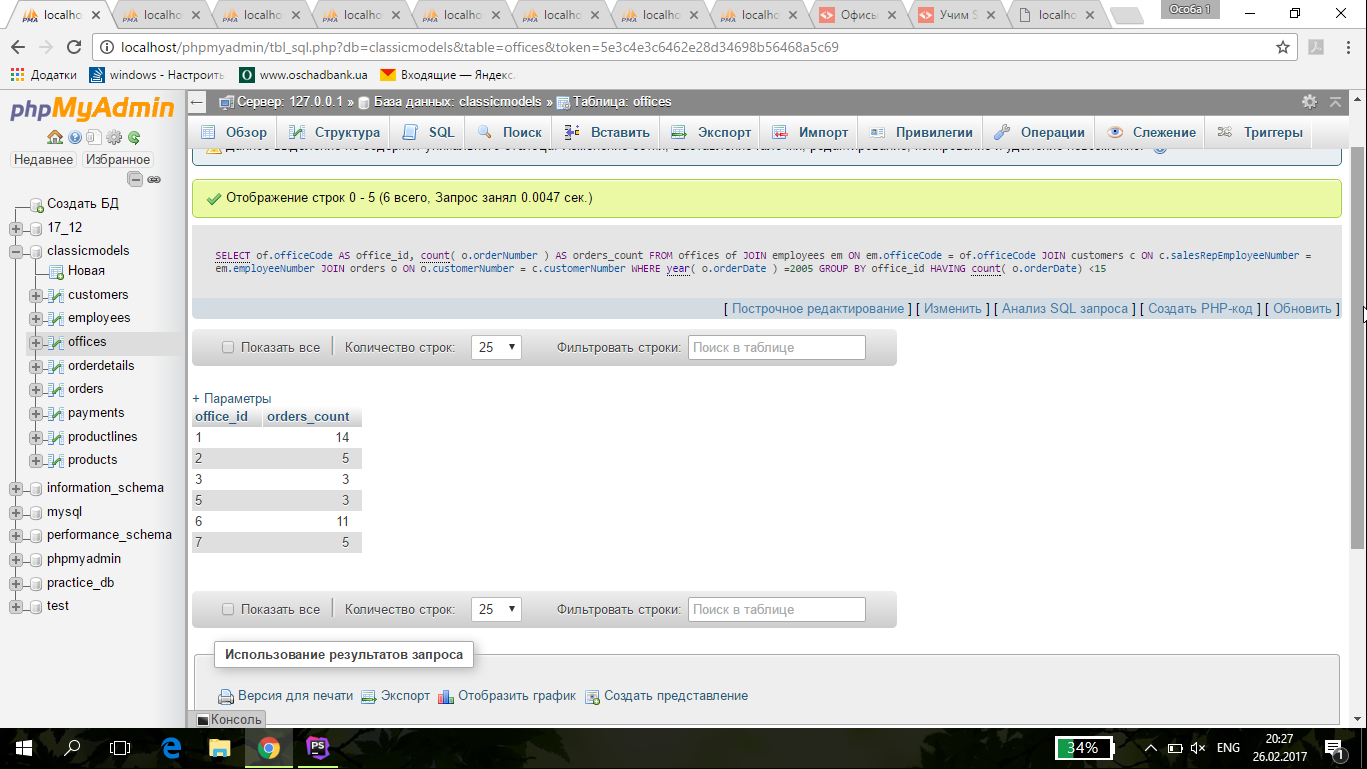 localho localho localho localho localho localho localho localho Офись Учим S localho Особа 1
localhost/phpmyadmin/tbl_sql.php?db=classicmodels&table=offices&token=5e3c4e3c6462e28d34698b56468a5c69
Додатки windows - Настроить www.oschadbank.ua Входящие — Яндекс
phpMyAdmin
Недавнее Избранное
Создать БД
17_12
classicmodels
Новая
customers
employees
offices
orderdetails
orders
payments
productlines
products
information_schema
mysql
performance_schema
phpmyadmin
practice_db
test
Сервер: 127.0.0.1 » База данных: classicmodels » Таблица: offices
Обзор Структура SQL Поиск Вставить Экспорт Импорт Привилегии Операции Слежение Триггеры
Отображение строк 0 - 5 (6 всего, Запрос занял 0.0047 сек.)
SELECT of.officeCode AS office_id, count( o.orderNumber ) AS orders_count FROM offices of JOIN employees em ON em.officeCode = of.officeCode JOIN customers c ON c.salesRepEmployeeNumber =
em.employeeNumber JOIN orders o ON o.customerNumber = c.customerNumber WHERE year( o.orderDate ) =2005 GROUP BY office_id HAVING count( o.orderDate) <15
[ Построчное редактирование ] [ Изменить ] [ Анализ SQL запроса ] [ Создать PHP-код ] [ Обновить ]
Показать все Количество строк: 25 Фильтровать строки: Поиск в таблице
+ Параметры
office_id orders_count
1 14
2 5
3 3
5 3
6 11
7 5
Показать все Количество строк: 25 Фильтровать строки: Поиск в таблице
Использование результатов запроса
Версия для печати Экспорт Отобразить график Создать представление
Консоль
34% ENG 20:27
26.02.2017 1